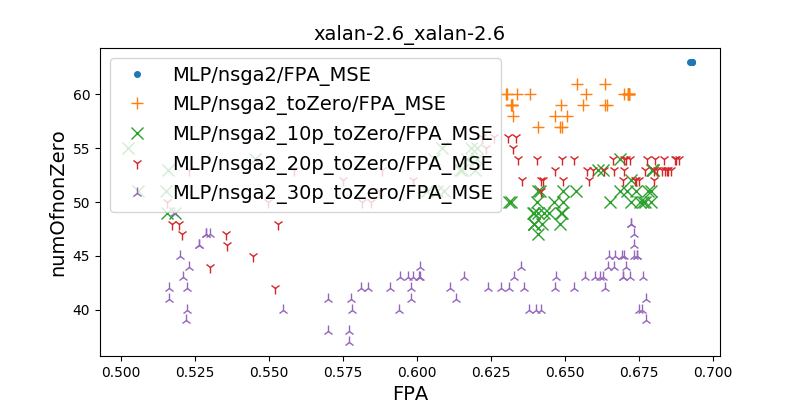 xalan-2.6_xalan-2.6
MLP/nsga2/FPA_MSE
MLP/nsga2_toZero/FPA_MSE
MLP/nsga2_10p_toZero/FPA_MSE
MLP/nsga2_20p_toZero/FPA_MSE
MLP/nsga2_30p_toZero/FPA_MSE
numOfnonZero
60
55
50
45
40
0.500 0.525 0.550 0.575 0.600 0.625 0.650 0.675 0.700
FPA